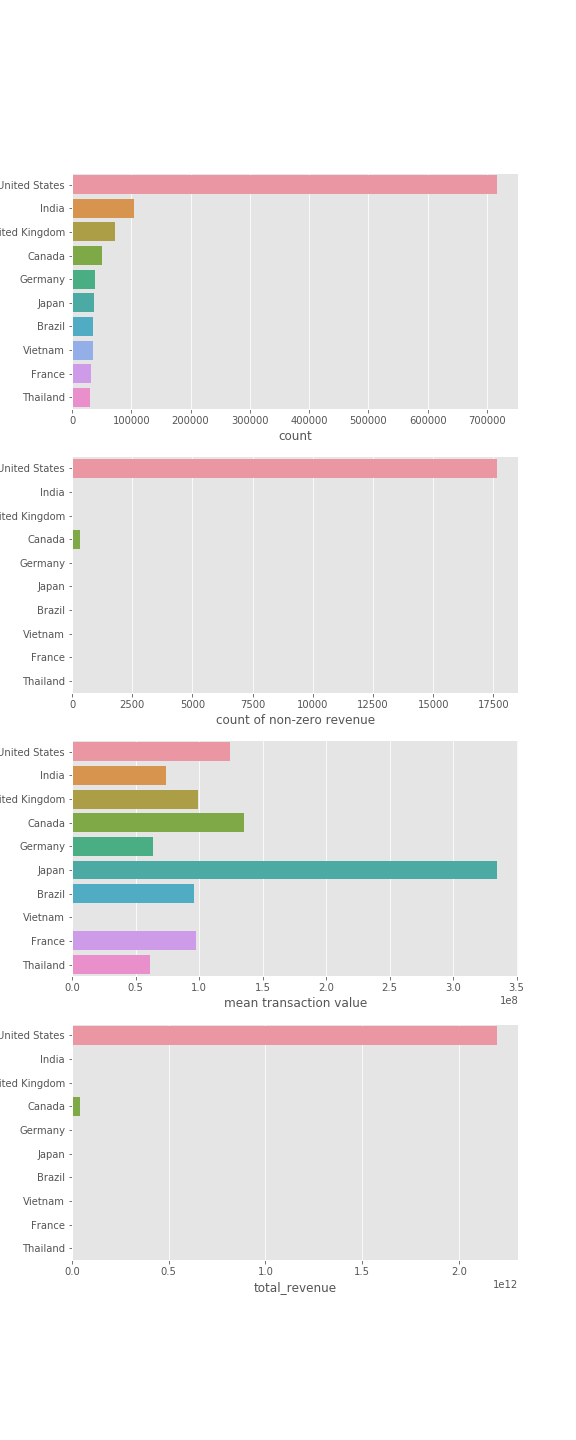 United States
India
ited Kingdom
Canada
Germany
Japan
Brazil
Vietnam
France
Thailand
0 100000 200000 300000 400000 500000 600000 700000
count
United States
India
ited Kingdom
Canada
Germany
Japan
Brazil
Vietnam
France
Thailand
0 2500 5000 7500 10000 12500 15000 17500
count of non-zero revenue
United States
India
ited Kingdom
Canada
Germany
Japan
Brazil
Vietnam
France
Thailand
0.0 0.5 1.0 1.5 2.0 2.5 3.0 3.5
1e8
mean transaction value
United States
India
ited Kingdom
Canada
Germany
Japan
Brazil
Vietnam
France
Thailand
0.0 0.5 1.0 1.5 2.0
1e12
total_revenue